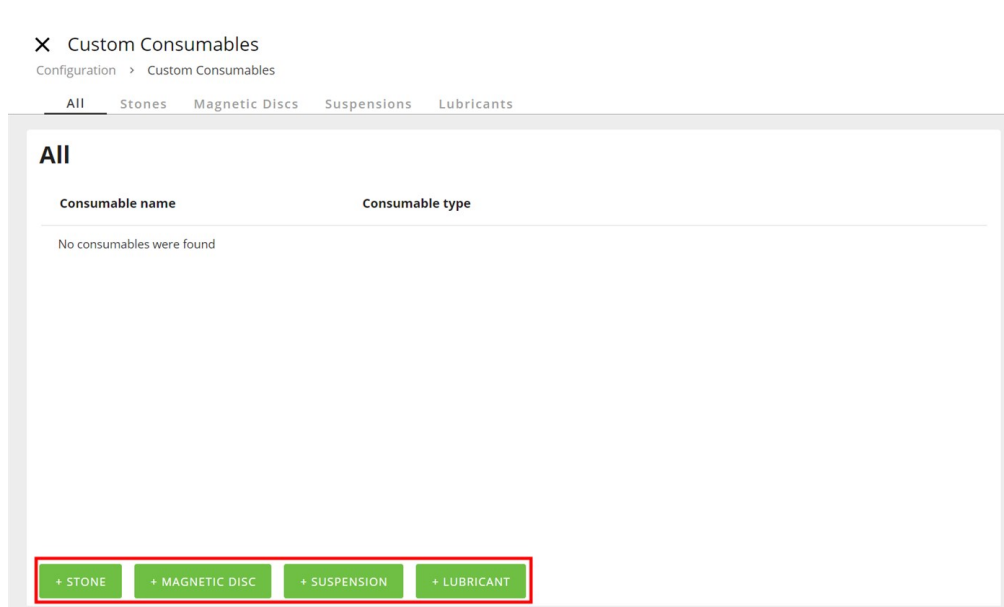 Custom Consumables
Configuration > Custom Consumables
All Stones Magnetic Discs Suspensions Lubricants
All
Consumable name Consumable type
No consumables were found
+ STONE + MAGNETIC DISC + SUSPENSION + LUBRICANT